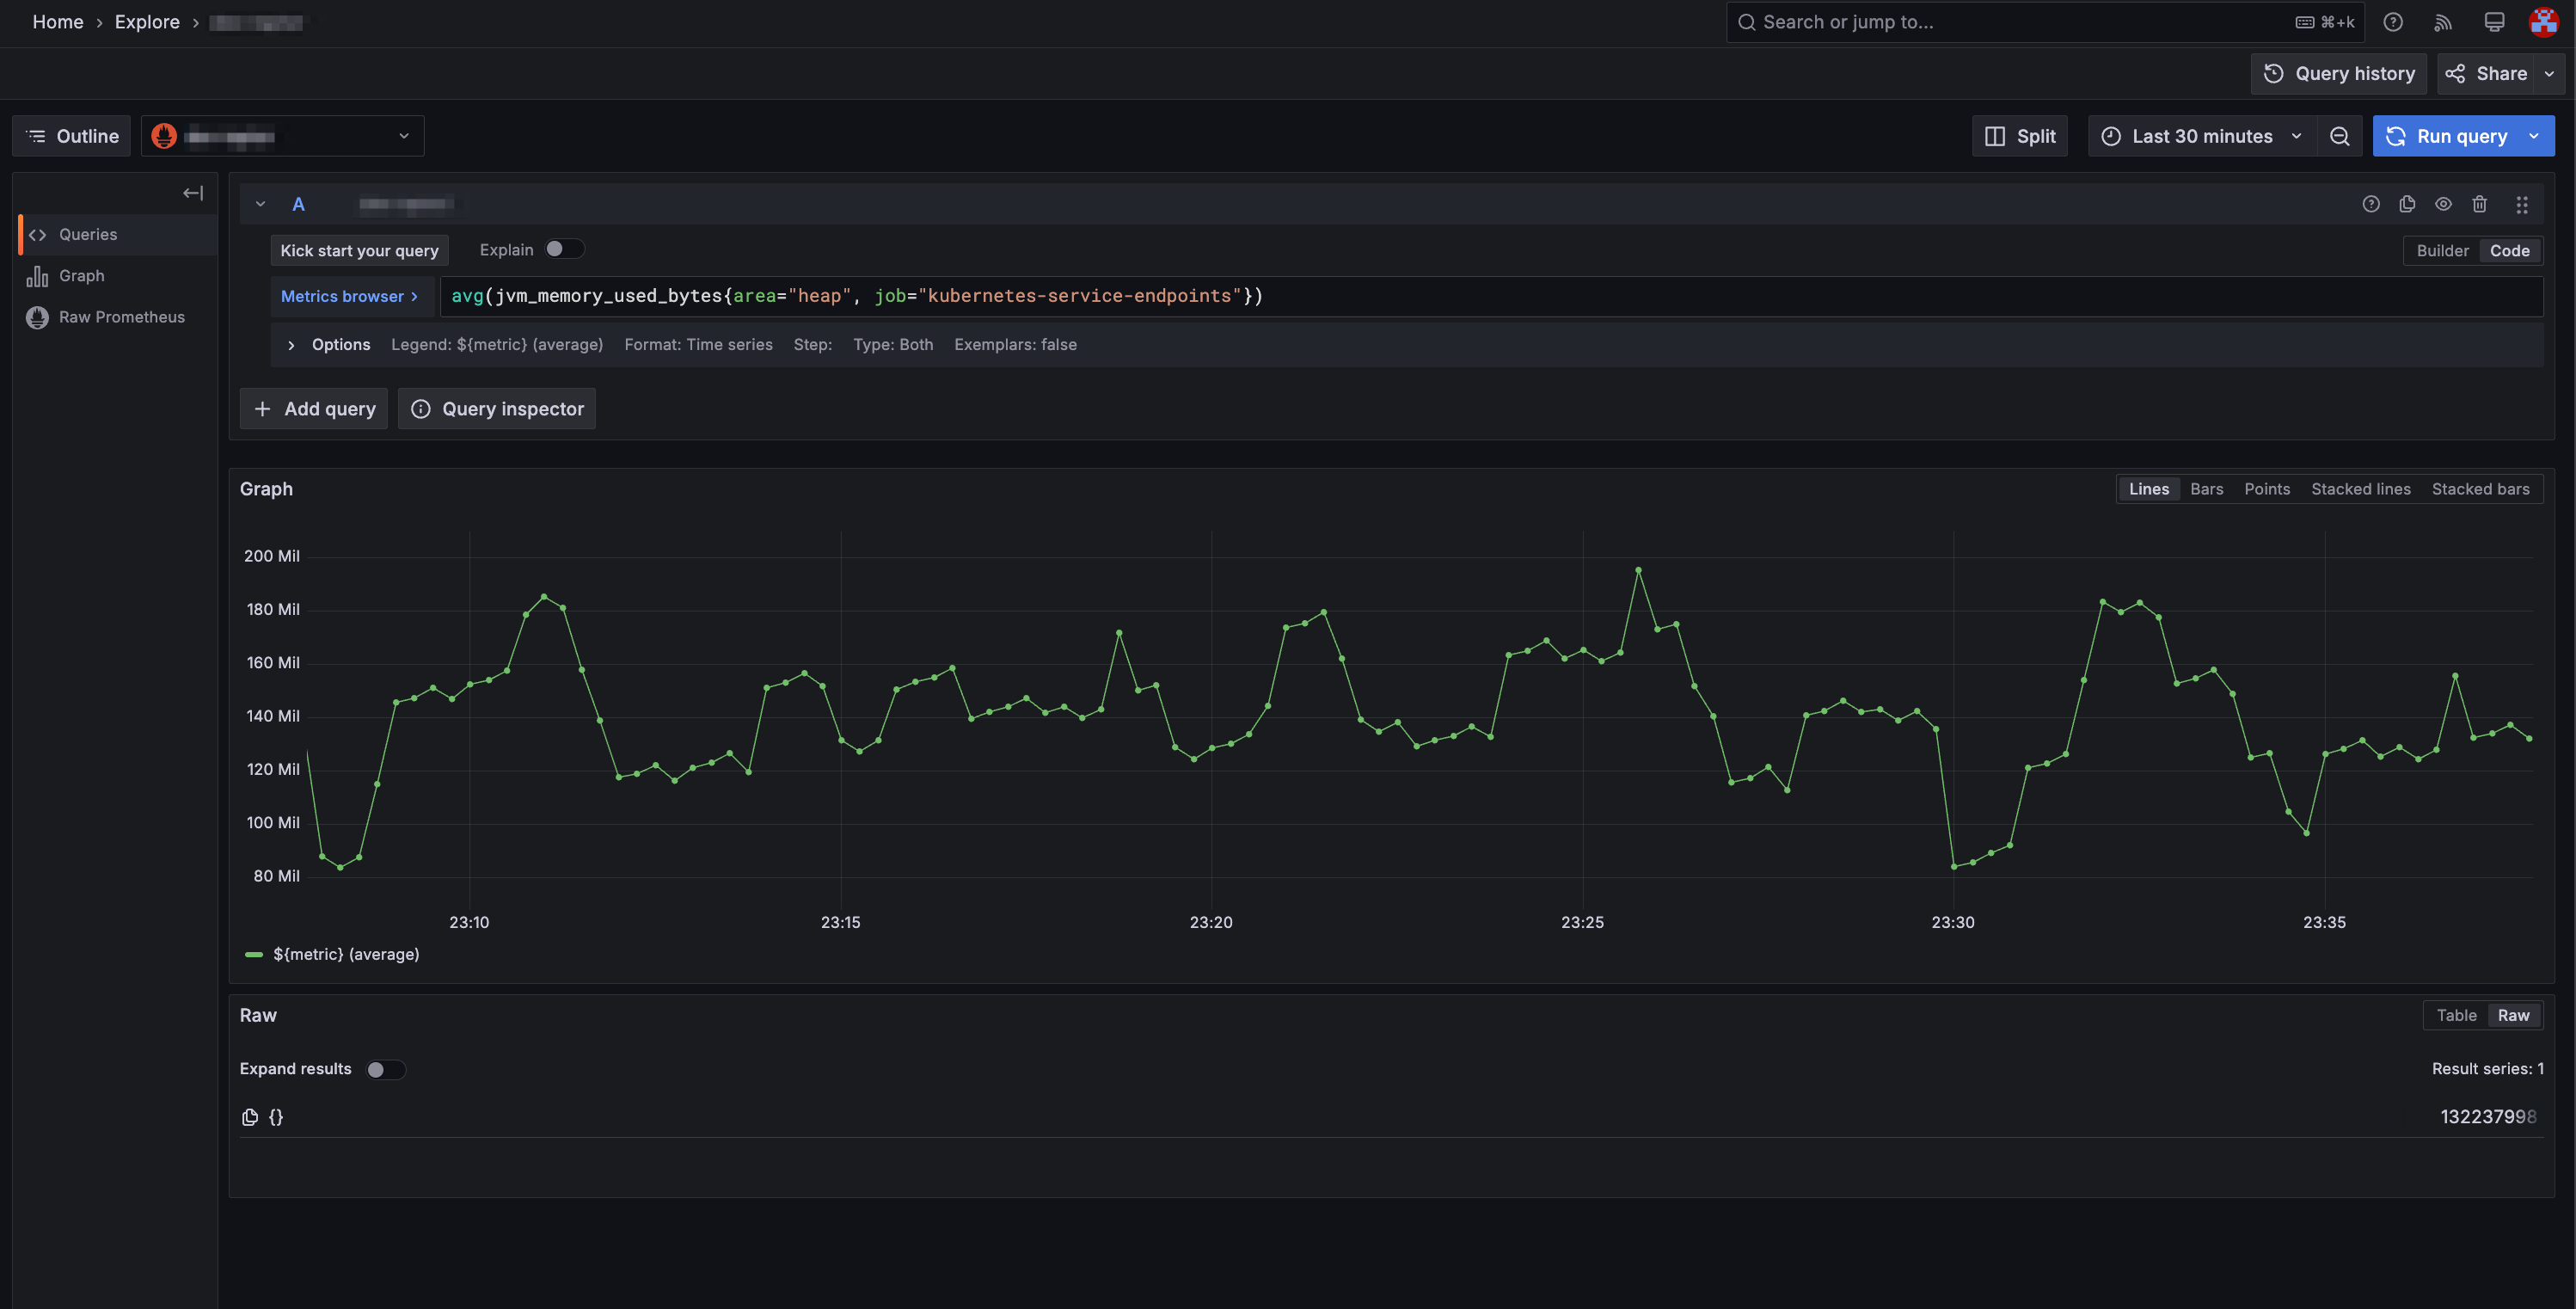 Home › Explore ›
Search or jump to... ⌘+k
Query history Share
Outline Split Last 30 minutes Run query
Queries
Graph
Raw Prometheus
A
Kick start your query Explain Builder Code
Metrics browser > avg(jvm_memory_used_bytes{area="heap", job="kubernetes-service-endpoints"})
Options Legend: ${metric} (average) Format: Time series Step: Type: Both Exemplars: false
+ Add query Query inspector
Graph Lines Bars Points Stacked lines Stacked bars
200 Mil
180 Mil
160 Mil
140 Mil
120 Mil
100 Mil
80 Mil
23:10 23:15 23:20 23:25 23:30 23:35
${metric} (average)
Raw Table Raw
Expand results Result series: 1
{} 132237998